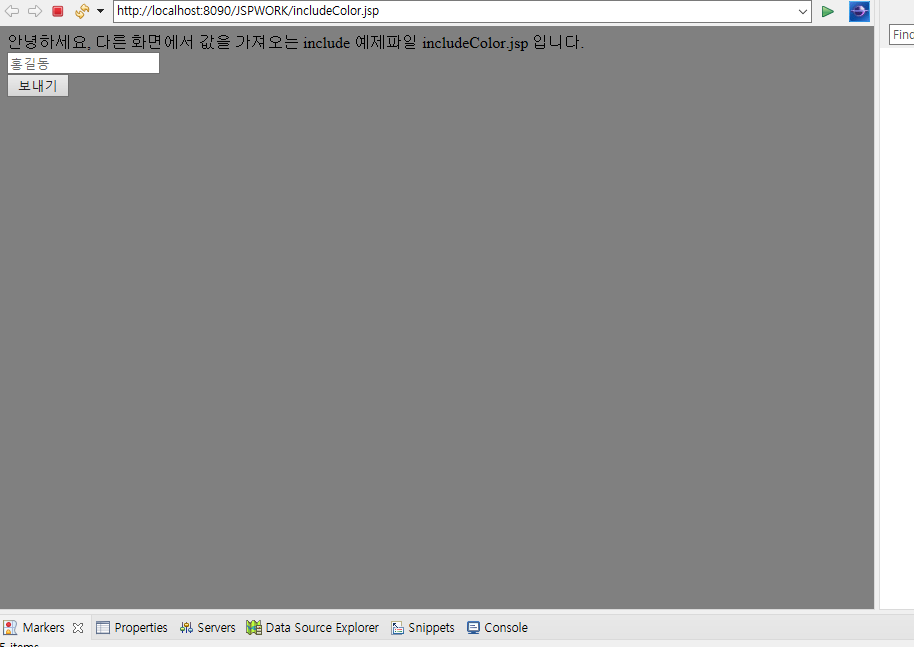 http://localhost:8090/JSPWORK/includeColor.jsp
Find
안녕하세요, 다른 화면에서 값을 가져오는 include 예제파일 includeColor.jsp 입니다.
홍길동
보내기
Markers Properties Servers Data Source Explorer Snippets Console
5 items